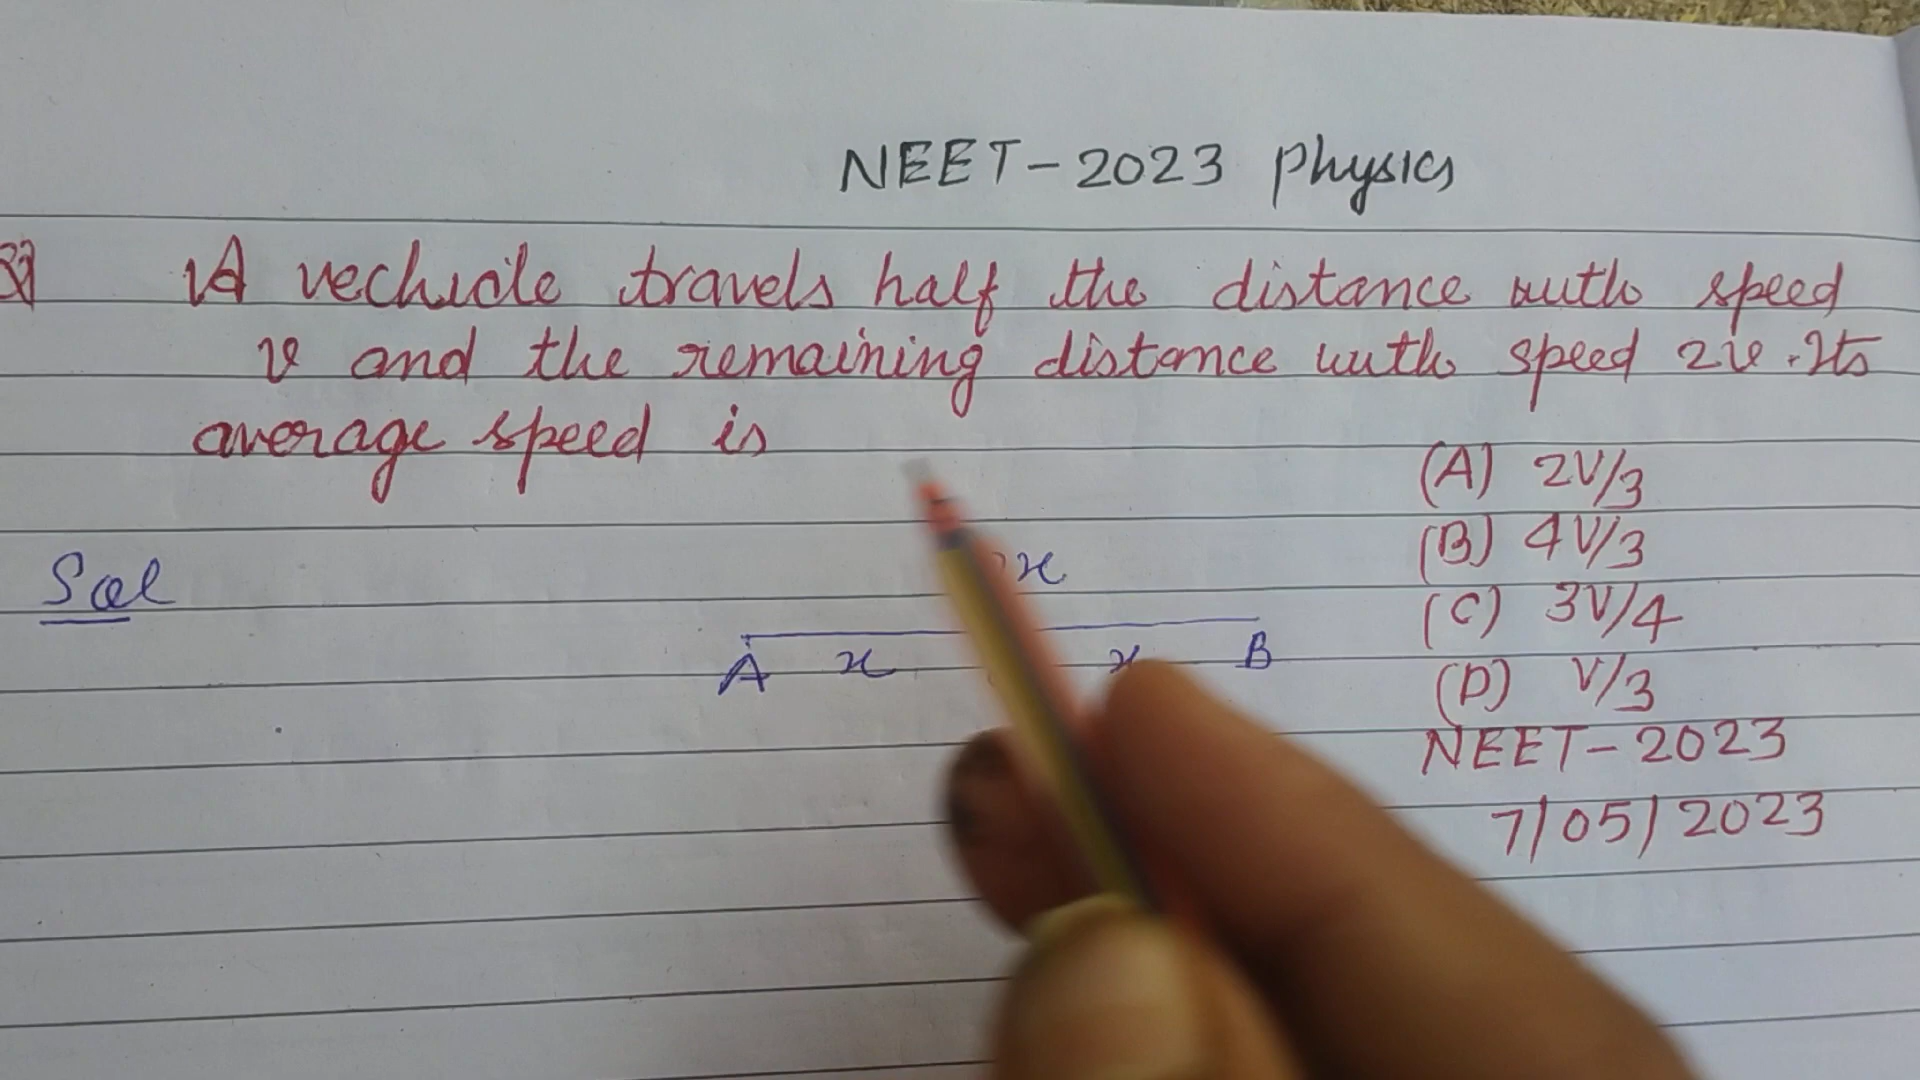 NEET-2023 Physics
Q) A vechicle travels half the distance with speed
v and the remaining distance with speed 2v. Its
average speed is
(A) 2V/3
(B) 4V/3
(C) 3V/4
(D) V/3
NEET-2023
7/05/2023
Sol
x
A x x B